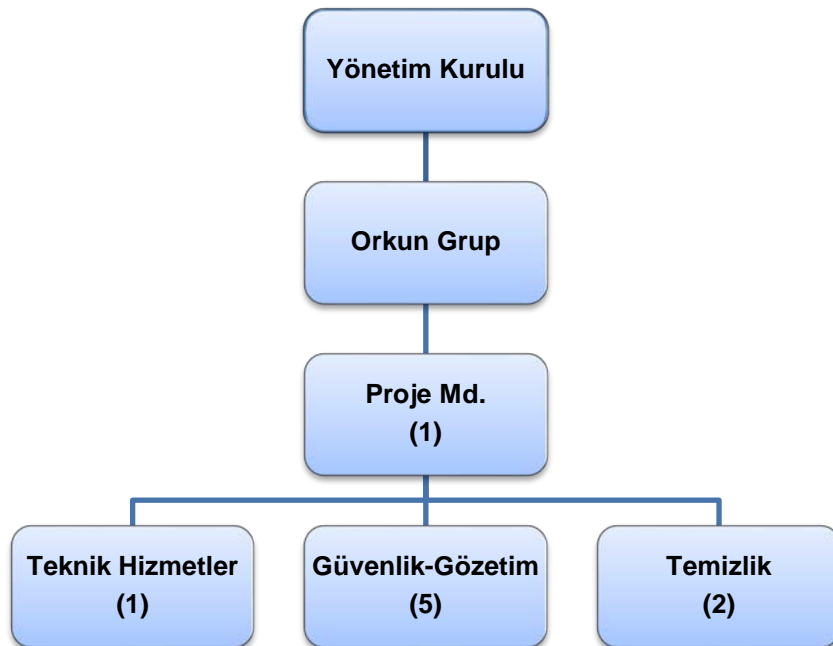 Yönetim Kurulu
Orkun Grup
Proje Md.
(1)
Teknik Hizmetler
(1)
Güvenlik-Gözetim
(5)
Temizlik
(2)